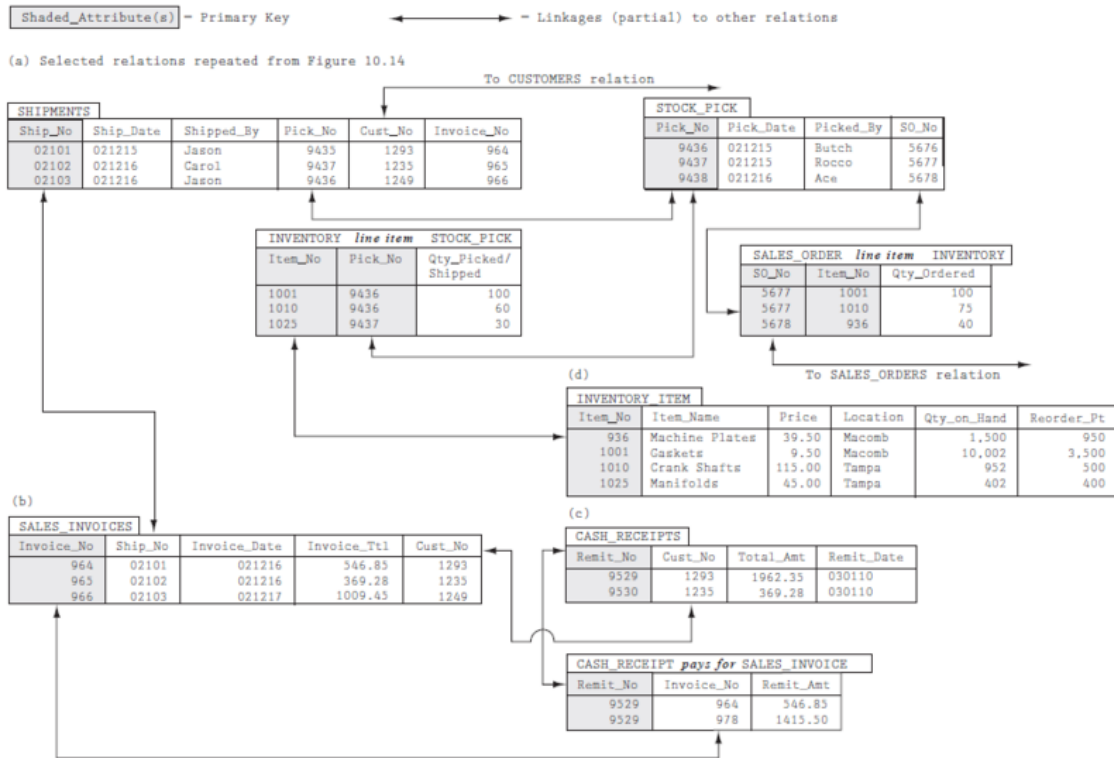 Shaded_Attribute(s) - Primary Key - Linkages (partial) to other relations
(a) Selected relations repeated from Figure 10.14
To CUSTOMERS relation
SHIPMENTS
Ship_No Ship_Date Shipped_By Pick_No Cust_No Invoice_No
02101 021215 Jason 9435 1293 964
02102 021216 Carol 9437 1235 965
02103 021216 Jason 9436 1249 966
STOCK_PICK
Pick_No Pick_Date Picked_By SO_No
9436 021215 Butch 5676
9437 021215 Rocco 5677
9438 021216 Ace 5678
INVENTORY line item STOCK_PICK
Item_No Pick_No Qty_Picked/
Shipped
1001 9436 100
1010 9436 60
1025 9437 30
SALES_ORDER line item INVENTORY
SO_No Item_No Qty_Ordered
5677 1001 100
5677 1010 75
5678 936 40
To SALES_ORDERS relation
(d)
INVENTORY_ITEM
Item_No Item_Name Price Location Qty_on_Hand Reorder_Pt
936 Machine Plates 39.50 Macomb 1,500 950
1001 Gaskets 9.50 Macomb 10,002 3,500
1010 Crank Shafts 115.00 Tampa 952 500
1025 Manifolds 45.00 Tampa 402 400
(b)
SALES_INVOICES
Invoice_No Ship_No Invoice_Date Invoice_Ttl Cust_No
964 02101 021216 546.85 1293
965 02102 021216 369.28 1235
966 02103 021217 1009.45 1249
(c)
CASH_RECEIPTS
Remit_No Cust_No Total_Amt Remit_Date
9529 1293 1962.35 030110
9530 1235 369.28 030110
CASH_RECEIPT pays for SALES_INVOICE
Remit_No Invoice_No Remit_Amt
9529 964 546.85
9529 978 1415.50